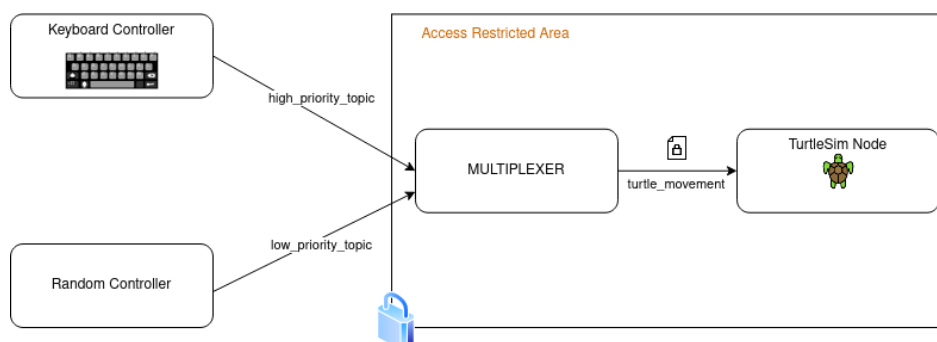 Keyboard Controller
Access Restricted Area
high_priority_topic
MULTIPLEXER
TurtleSim Node
turtle_movement
low_priority_topic
Random Controller